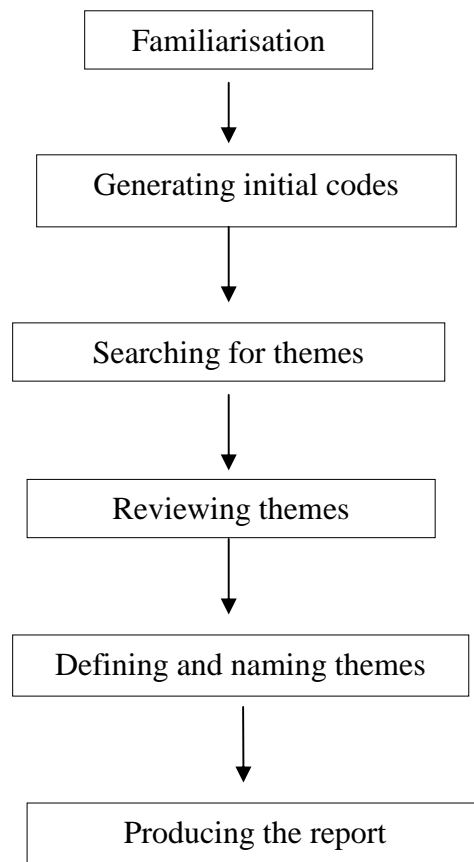 Familiarisation
Generating initial codes
Searching for themes
Reviewing themes
Defining and naming themes
Producing the report